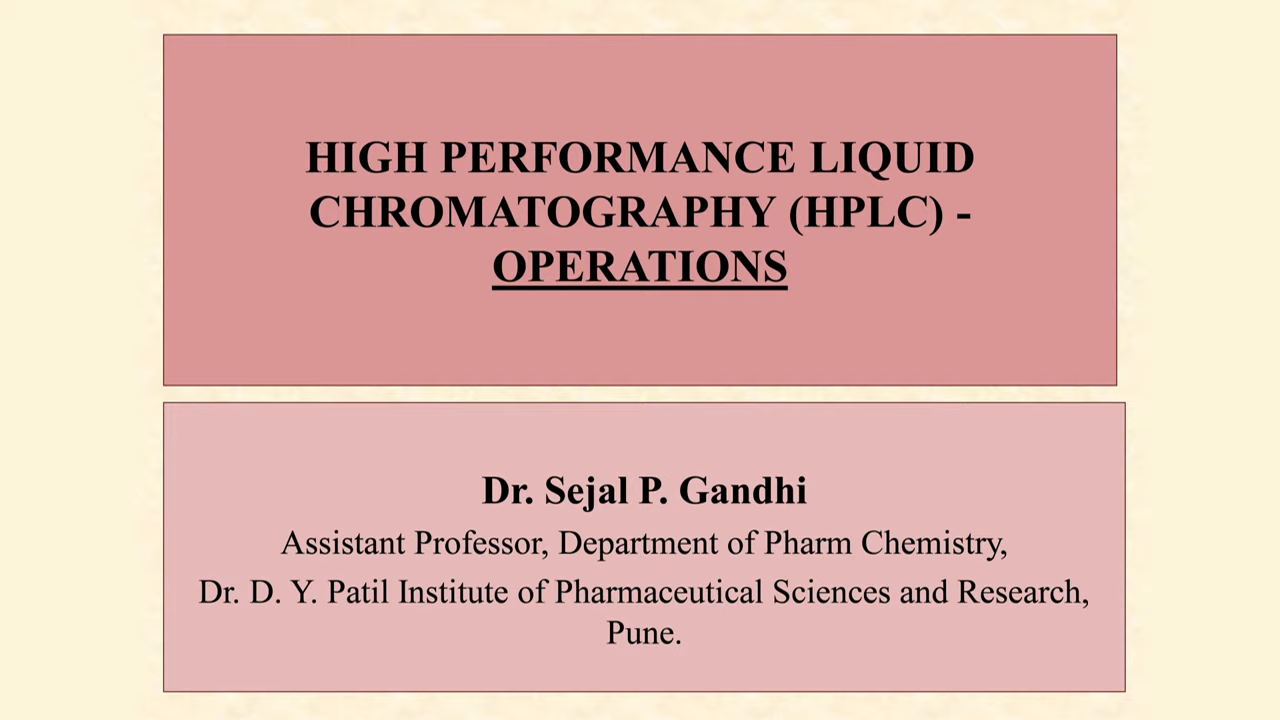 HIGH PERFORMANCE LIQUID
CHROMATOGRAPHY (HPLC) -
OPERATIONS
Dr. Sejal P. Gandhi
Assistant Professor, Department of Pharm Chemistry,
Dr. D. Y. Patil Institute of Pharmaceutical Sciences and Research,
Pune.